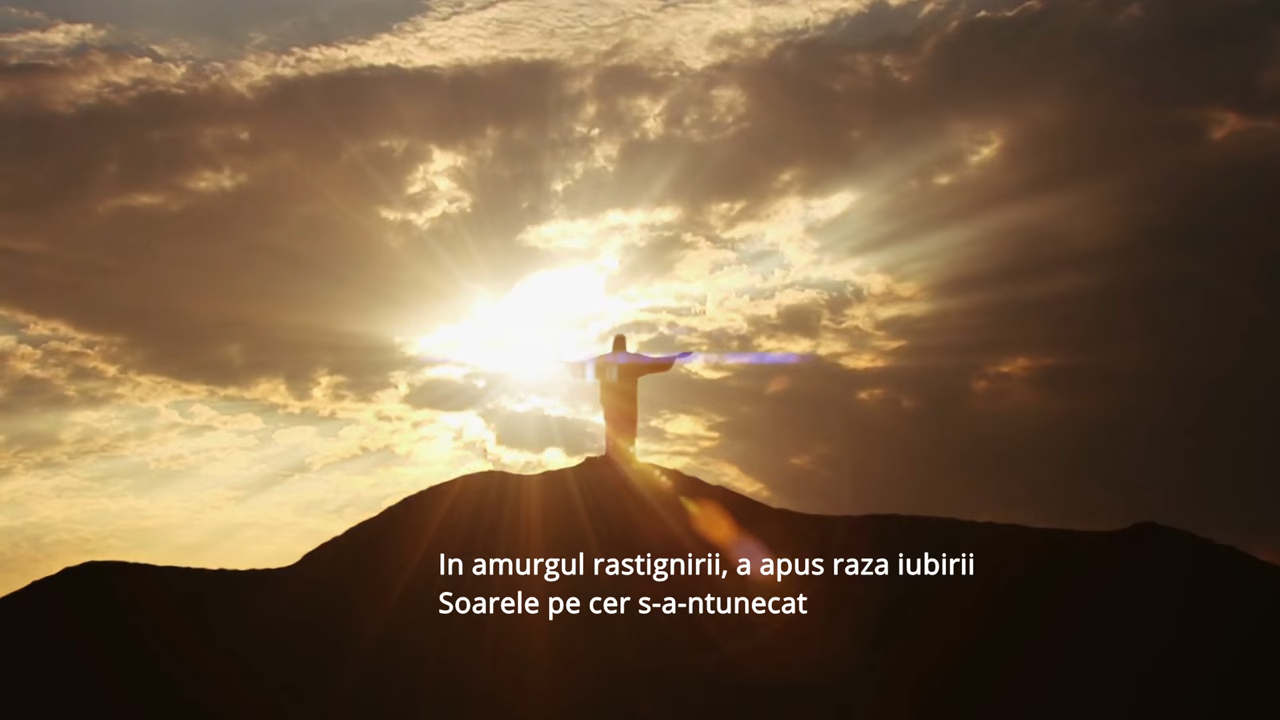 In amurgul rastignirii, a apus raza iubirii
Soarele pe cer s-a-ntunecat